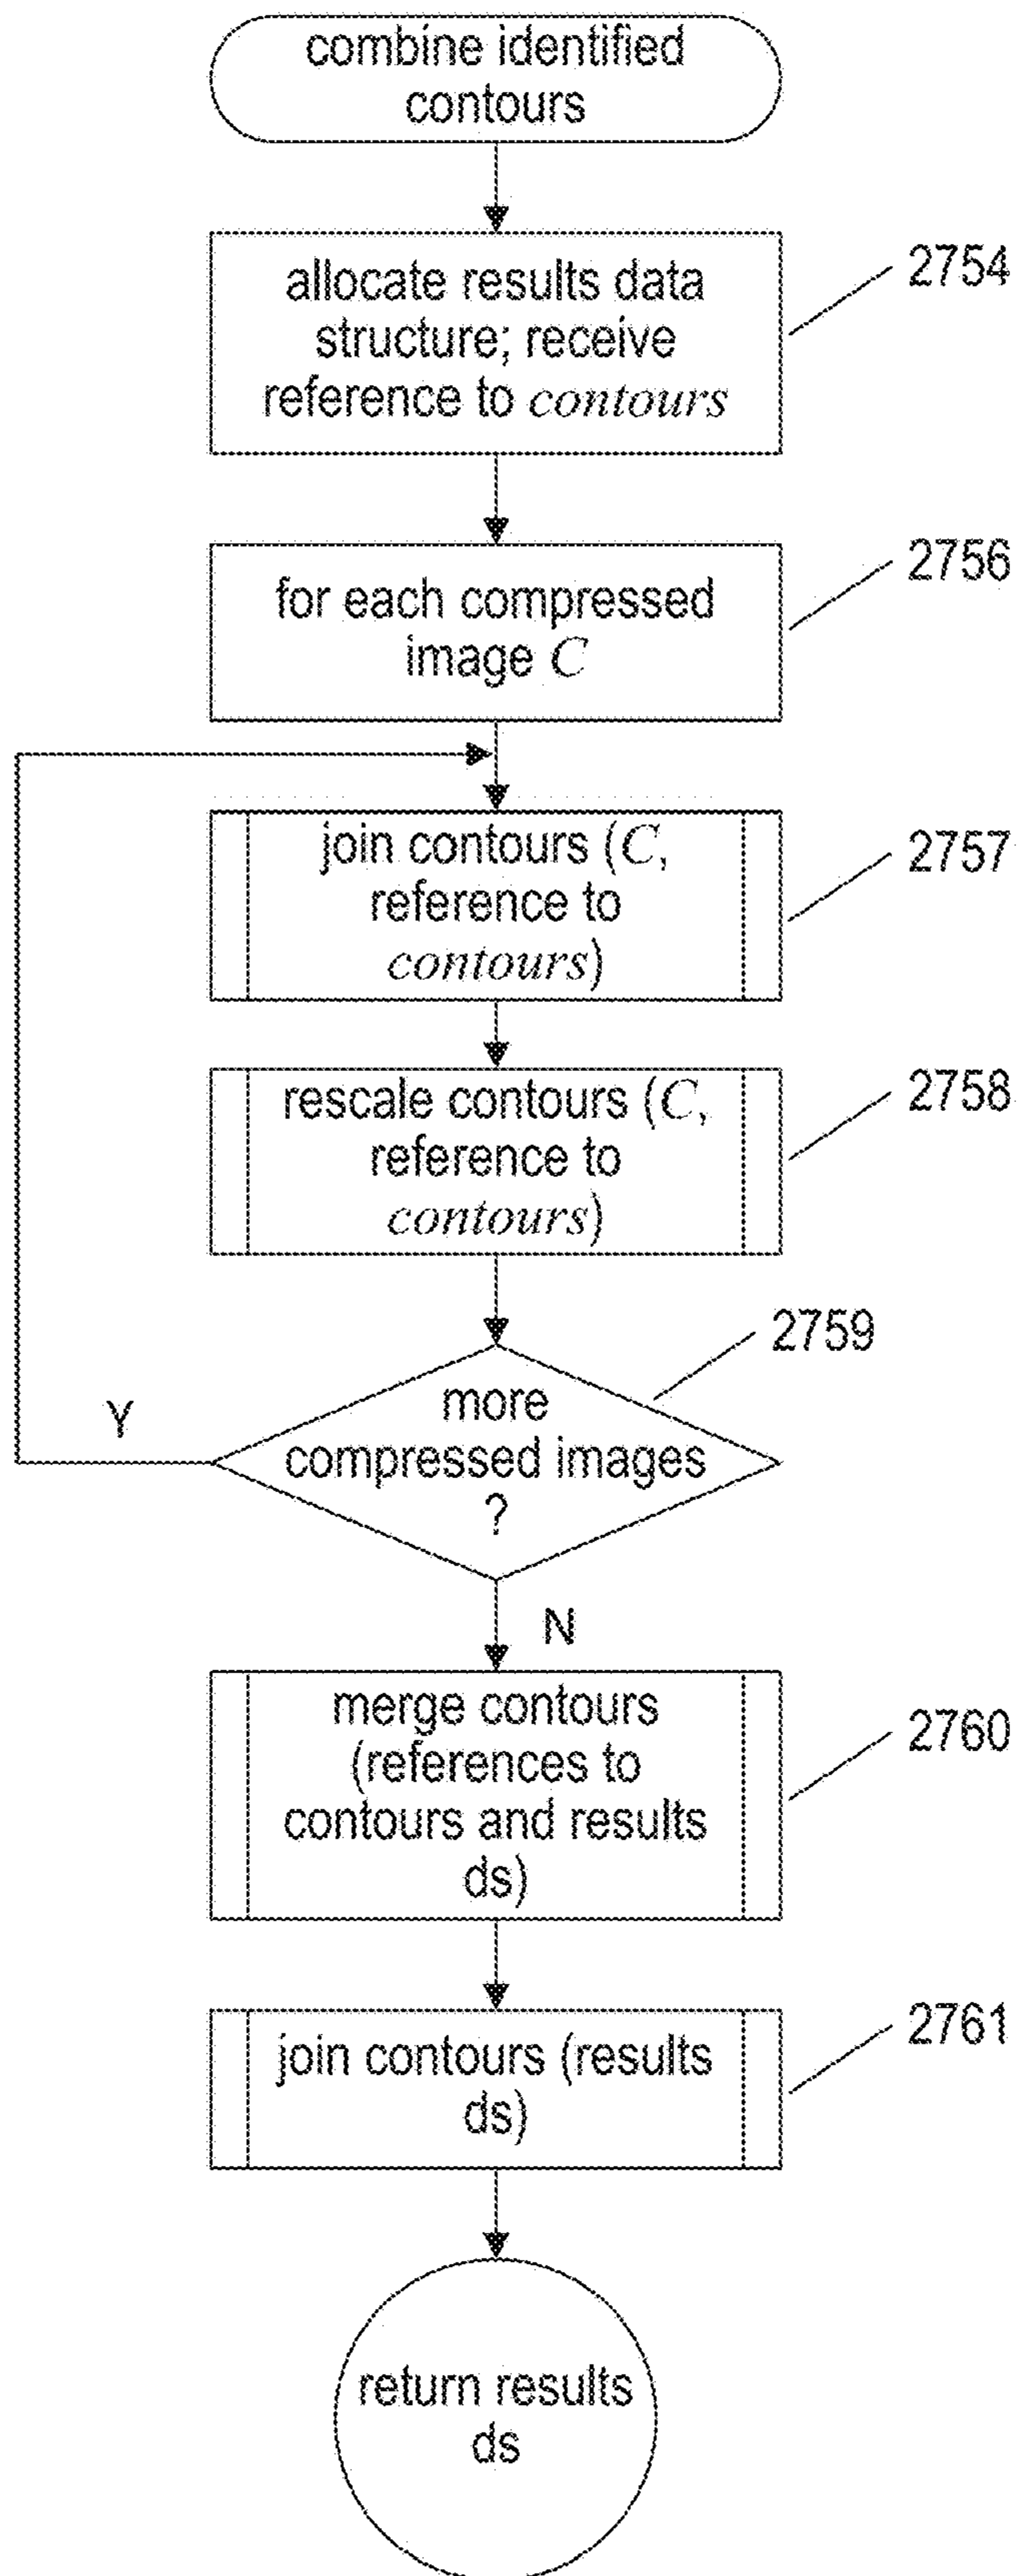 combine identified
contours
allocate results data
structure; receive
reference to contours
2754
for each compressed
image C
2756
join contours (C,
reference to
contours)
2757
rescale contours (C,
reference to
contours)
2758
2759
more
compressed images
?
Y
N
merge contours
(references to
contours and results
ds)
2760
join contours (results
ds)
2761
return results
ds